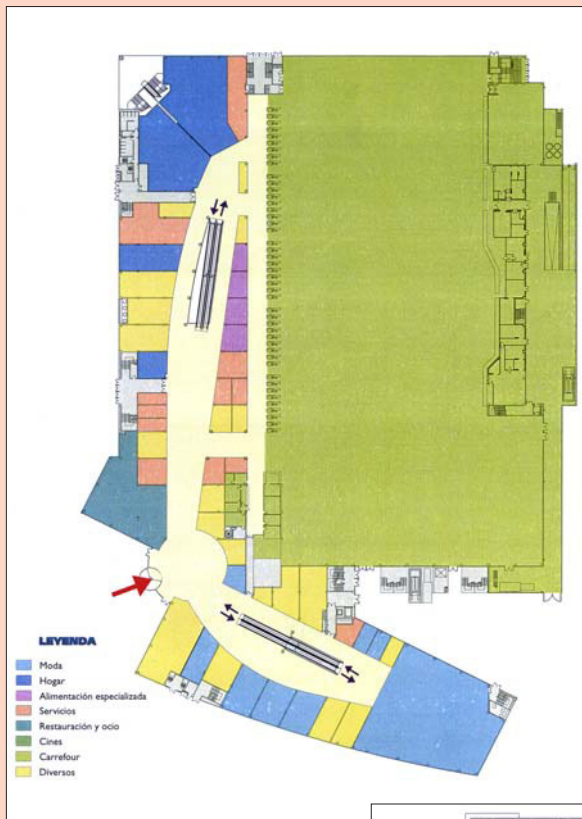 LEYENDA
Moda
Hogar
Alimentación especializada
Servicios
Restauración y ocio
Cines
Carrefour
Diversos